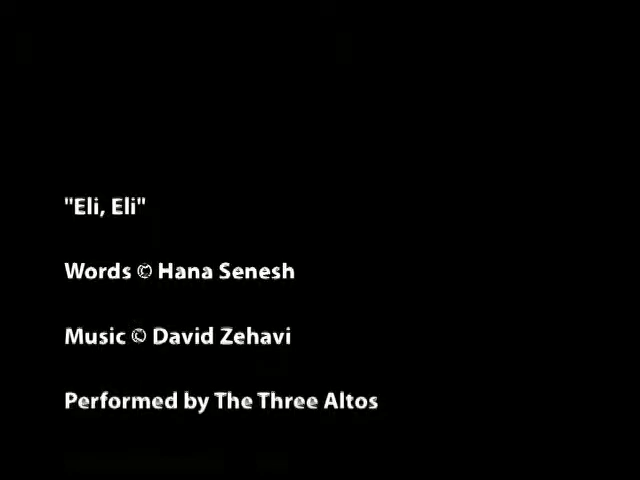 "Eli, Eli"
Words © Hana Senesh
Music © David Zehavi
Performed by The Three Altos